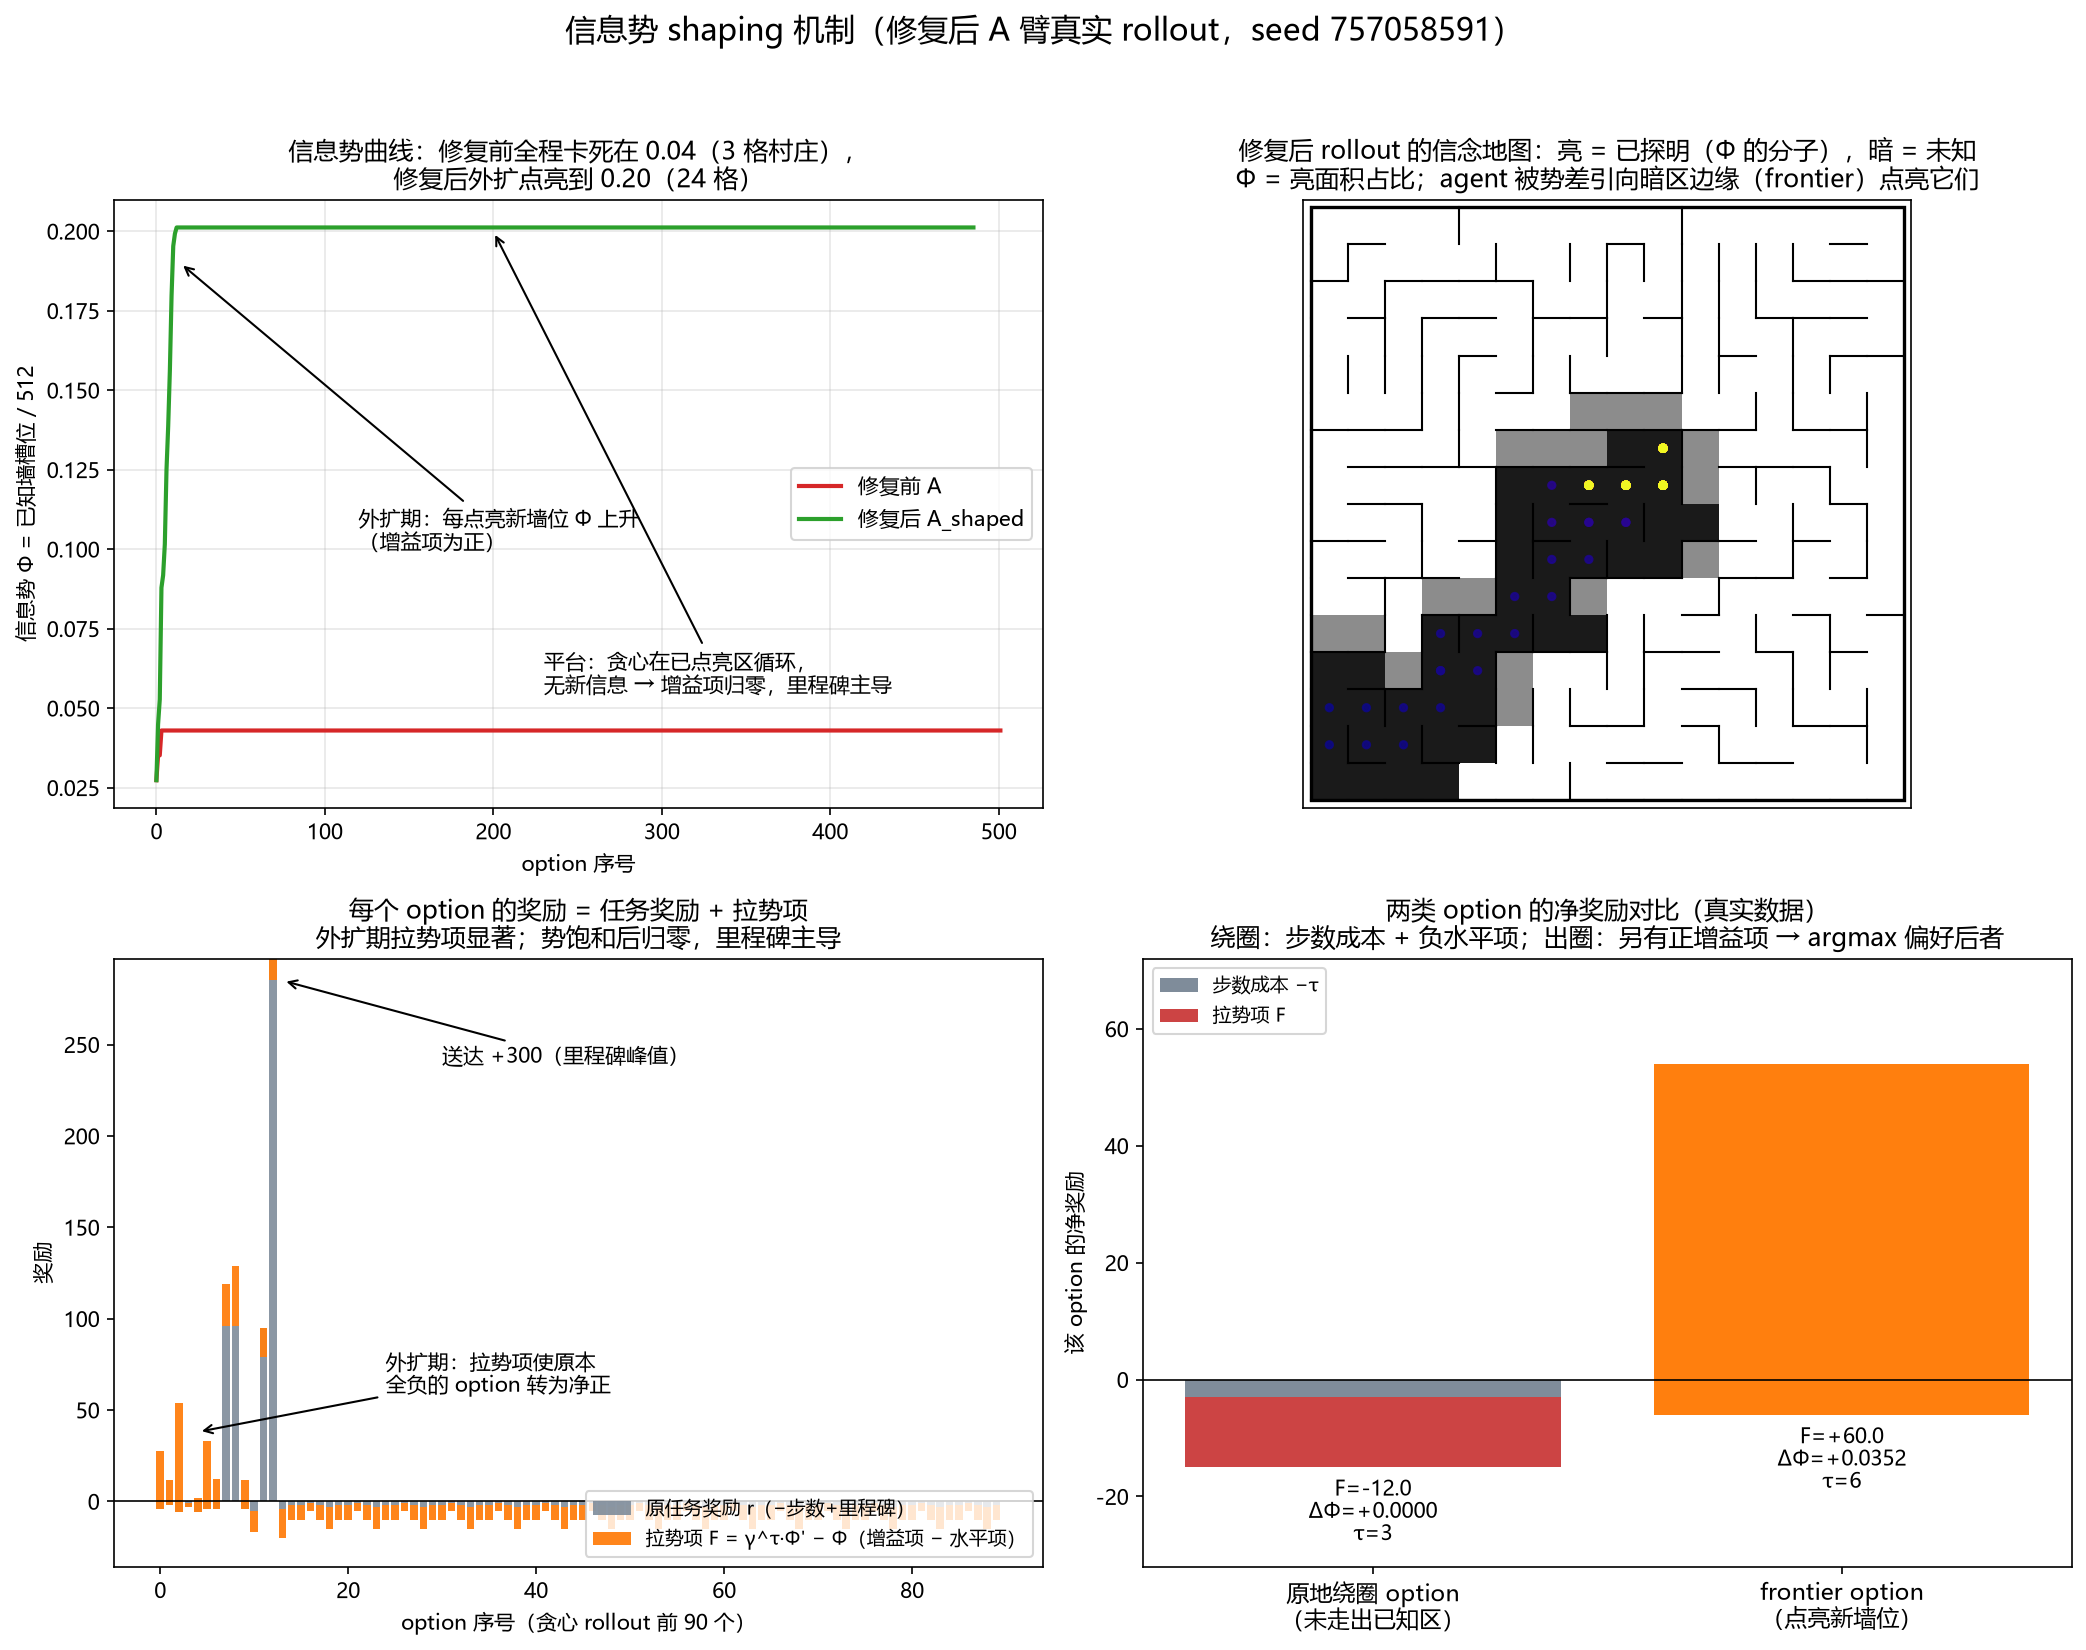 信息势 shaping 机制（修复后 A 臂真实 rollout，seed 757058591）
信息势曲线：修复前全程卡死在 0.04（3 格村庄），
修复后外扩点亮到 0.20（24 格）
信息势 Φ = 已知墙槽位 / 512
0.200
0.175
0.150
0.125
0.100
0.075
0.050
0.025
外扩期：每点亮新墙位 Φ 上升
（增益项为正）
平台：贪心在已点亮区循环，
无新信息 → 增益项归零，里程碑主导
修复前 A
修复后 A_shaped
0 100 200 300 400 500
option 序号
修复后 rollout 的信念地图：亮 = 已探明（Φ 的分子），暗 = 未知
Φ = 亮面积占比；agent 被势差引向暗区边缘（frontier）点亮它们
每个 option 的奖励 = 任务奖励 + 拉势项
外扩期拉势项显著；势饱和后归零，里程碑主导
奖励
250
200
150
100
50
0
送达 +300（里程碑峰值）
外扩期：拉势项使原本
全负的 option 转为净正
原任务奖励 r（−步数+里程碑）
拉势项 F = γ^τ·Φ' − Φ（增益项 − 水平项）
0 20 40 60 80
option 序号（贪心 rollout 前 90 个）
两类 option 的净奖励对比（真实数据）
绕圈：步数成本 + 负水平项；出圈：另有正增益项 → argmax 偏好后者
步数成本 −τ
拉势项 F
该 option 的净奖励
60
40
20
0
-20
F=-12.0
ΔΦ=+0.0000
τ=3
F=+60.0
ΔΦ=+0.0352
τ=6
原地绕圈 option
（未走出已知区）
frontier option
（点亮新墙位）